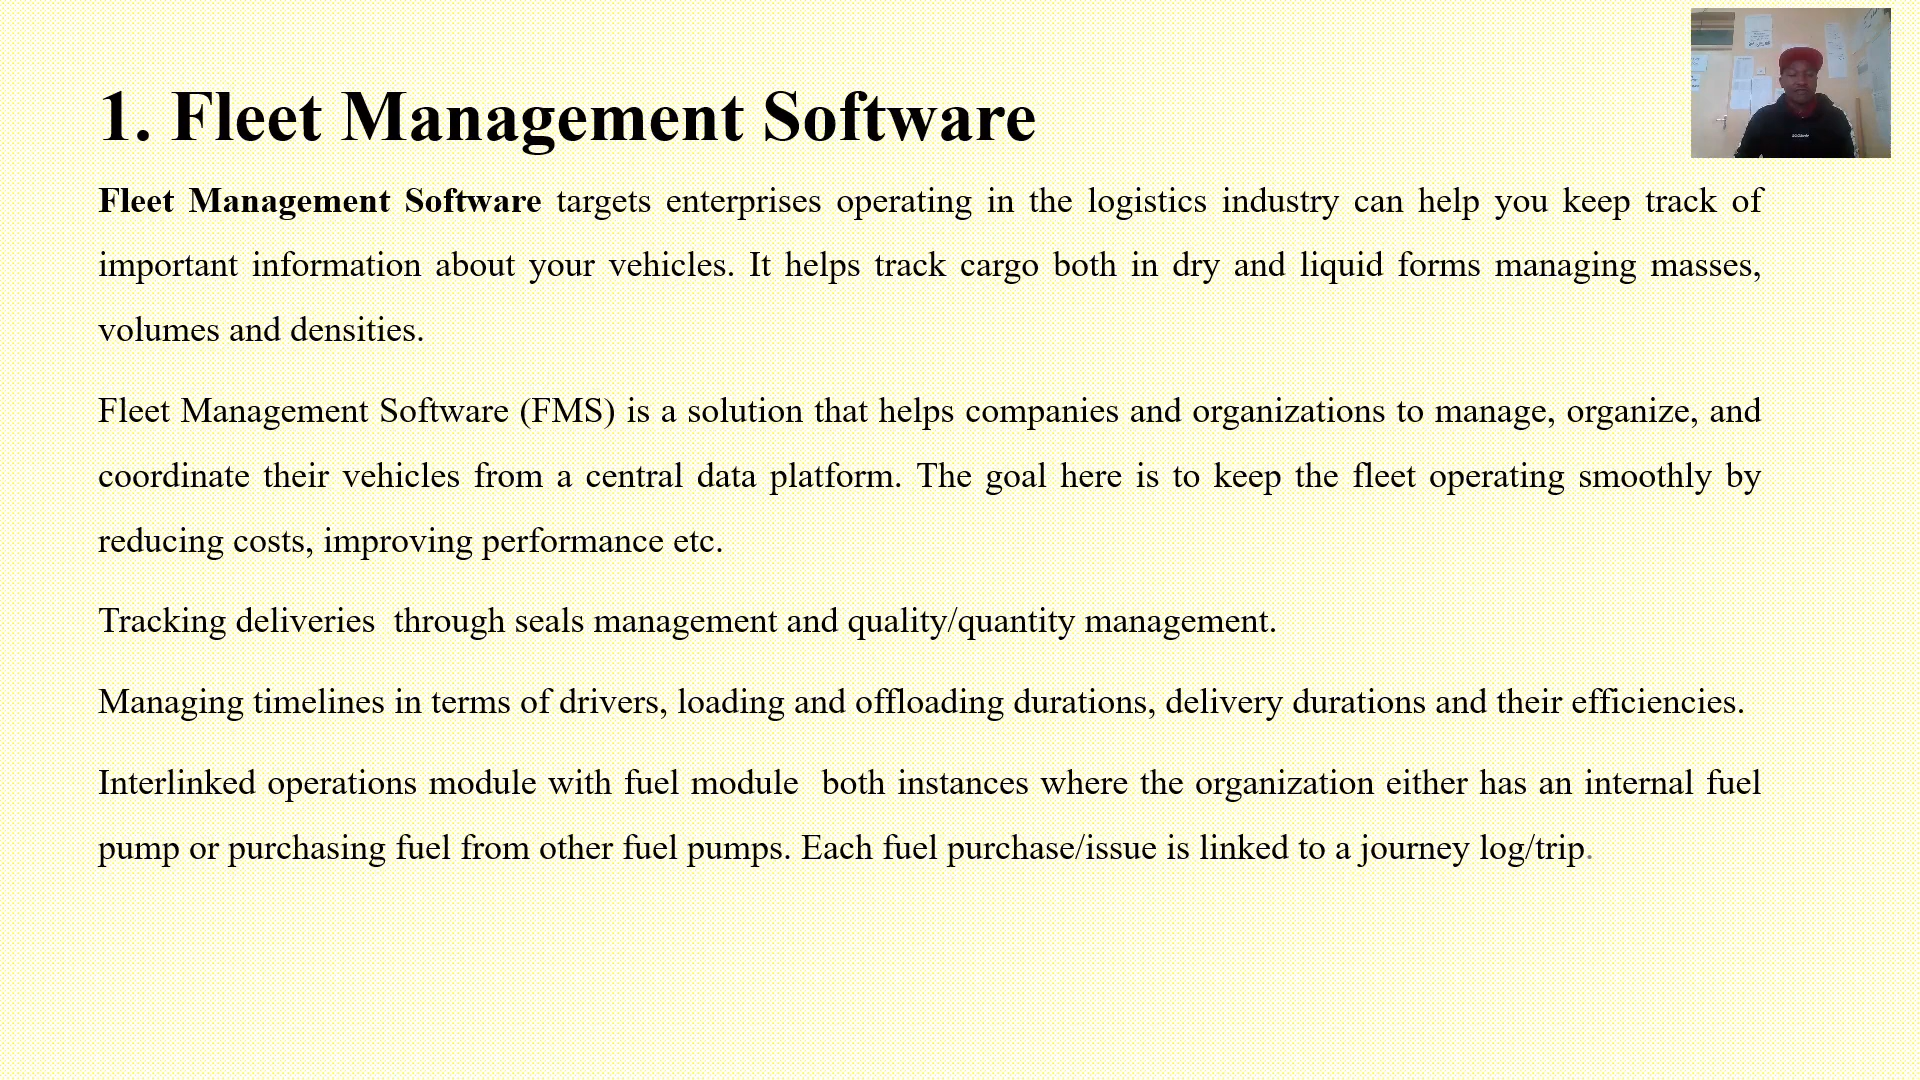 1. Fleet Management Software
Fleet Management Software targets enterprises operating in the logistics industry can help you keep track of
important information about your vehicles. It helps track cargo both in dry and liquid forms managing masses,
volumes and densities.
Fleet Management Software (FMS) is a solution that helps companies and organizations to manage, organize, and
coordinate their vehicles from a central data platform. The goal here is to keep the fleet operating smoothly by
reducing costs, improving performance etc.
Tracking deliveries  through seals management and quality/quantity management.
Managing timelines in terms of drivers, loading and offloading durations, delivery durations and their efficiencies.
Interlinked operations module with fuel module  both instances where the organization either has an internal fuel
pump or purchasing fuel from other fuel pumps. Each fuel purchase/issue is linked to a journey log/trip.